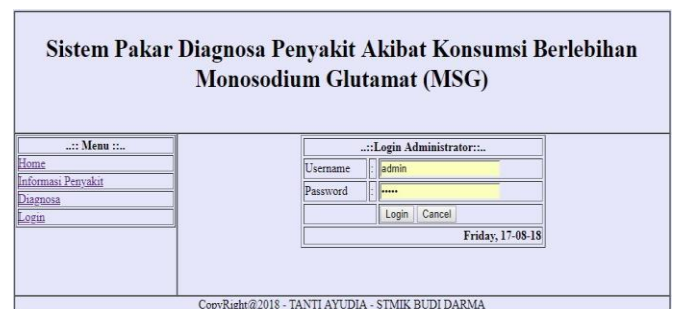 Sistem Pakar Diagnosa Penyakit Akibat Konsumsi Berlebihan
Monosodium Glutamat (MSG)
..:: Menu ::..
Home
Informasi Penyakit
Diagnosa
Login
..::Login Administrator::..
Username : admin
Password : •••••
Login Cancel
Friday, 17-08-18
CopyRight@2018 - TANTI AYUDIA - STMIK BUDI DARMA